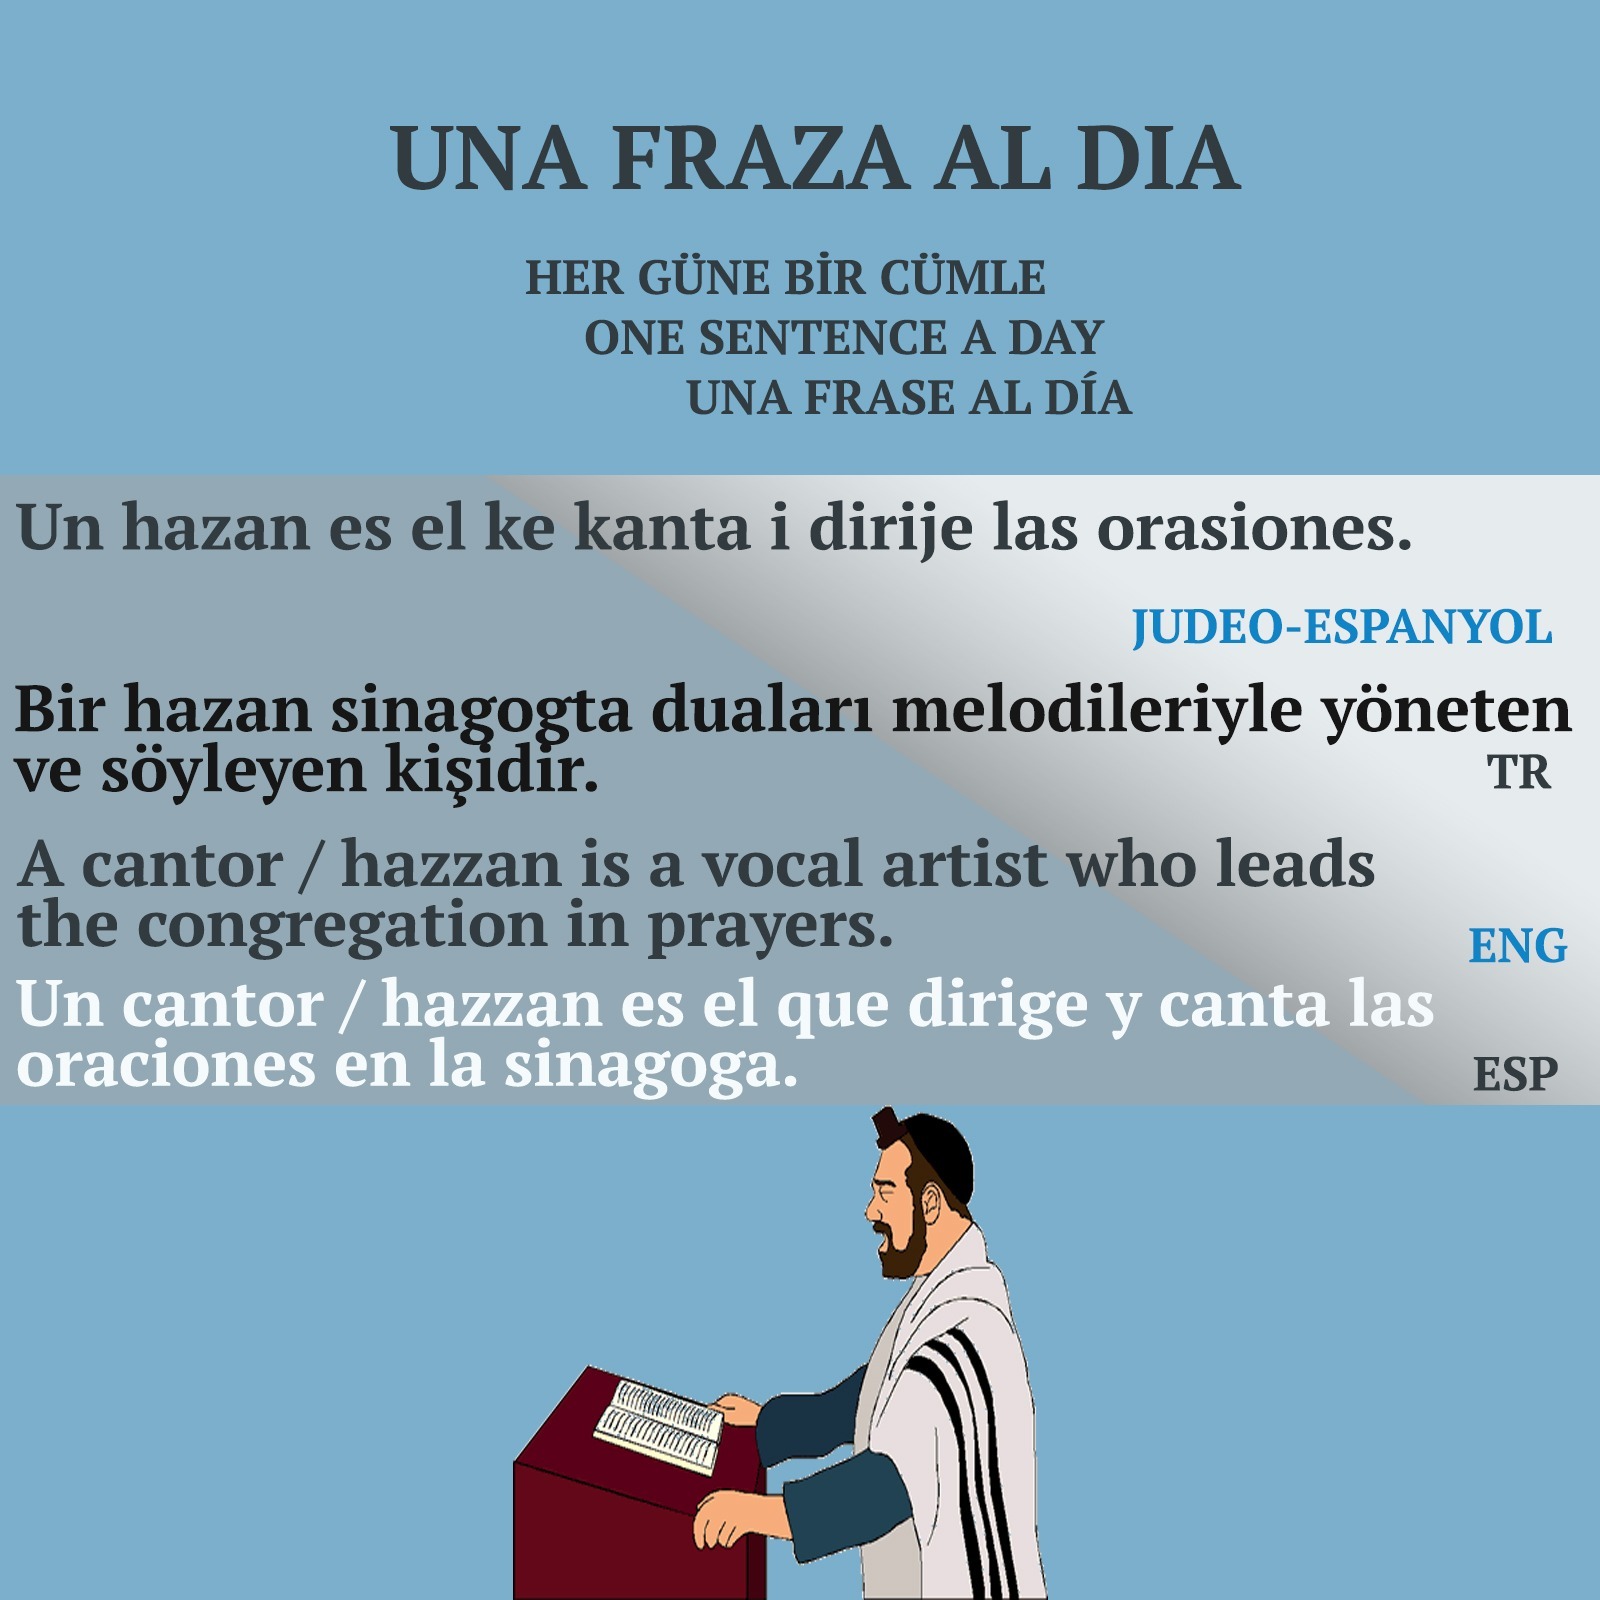 UNA FRAZA AL DIA
HER GÜNE BİR CÜMLE
ONE SENTENCE A DAY
UNA FRASE AL DÍA
Un hazan es el ke kanta i dirije las orasiones.
JUDEO-ESPANYOL
Bir hazan sinagogta duaları melodileriyle yöneten
ve söyleyen kişidir.
TR
A cantor / hazzan is a vocal artist who leads
the congregation in prayers.
ENG
Un cantor / hazzan es el que dirige y canta las
oraciones en la sinagoga.
ESP